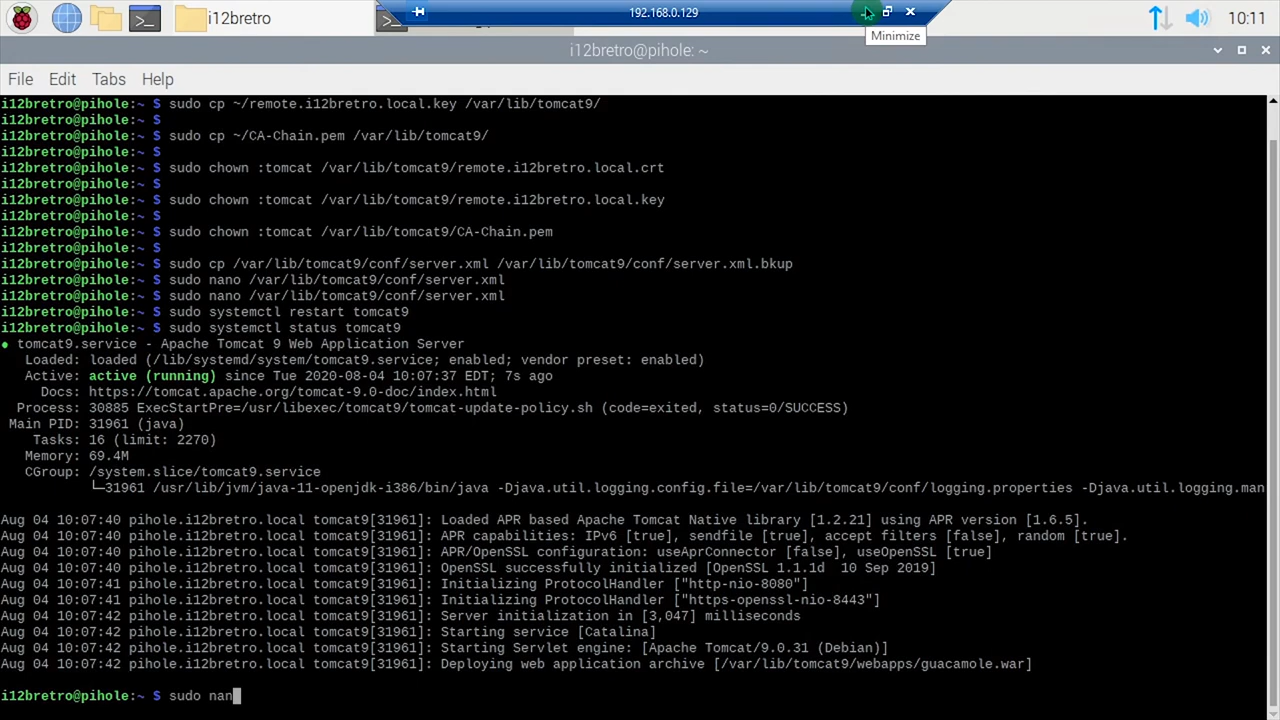 i12bretro
192.168.0.129
10:11
Minimize
i12bretro@pihole: ~
File Edit Tabs Help
i12bretro@pihole:~ $ sudo cp ~/remote.i12bretro.local.key /var/lib/tomcat9/
i12bretro@pihole:~ $
i12bretro@pihole:~ $ sudo cp ~/CA-Chain.pem /var/lib/tomcat9/
i12bretro@pihole:~ $
i12bretro@pihole:~ $ sudo chown :tomcat /var/lib/tomcat9/remote.i12bretro.local.crt
i12bretro@pihole:~ $
i12bretro@pihole:~ $ sudo chown :tomcat /var/lib/tomcat9/remote.i12bretro.local.key
i12bretro@pihole:~ $
i12bretro@pihole:~ $ sudo chown :tomcat /var/lib/tomcat9/CA-Chain.pem
i12bretro@pihole:~ $
i12bretro@pihole:~ $ sudo cp /var/lib/tomcat9/conf/server.xml /var/lib/tomcat9/conf/server.xml.bkup
i12bretro@pihole:~ $ sudo nano /var/lib/tomcat9/conf/server.xml
i12bretro@pihole:~ $ sudo nano /var/lib/tomcat9/conf/server.xml
i12bretro@pihole:~ $ sudo systemctl restart tomcat9
i12bretro@pihole:~ $ sudo systemctl status tomcat9
● tomcat9.service - Apache Tomcat 9 Web Application Server
Loaded: loaded (/lib/systemd/system/tomcat9.service; enabled; vendor preset: enabled)
Active: active (running) since Tue 2020-08-04 10:07:37 EDT; 7s ago
Docs: https://tomcat.apache.org/tomcat-9.0-doc/index.html
Process: 30885 ExecStartPre=/usr/libexec/tomcat9/tomcat-update-policy.sh (code=exited, status=0/SUCCESS)
Main PID: 31961 (java)
Tasks: 16 (limit: 2270)
Memory: 69.4M
CGroup: /system.slice/tomcat9.service
└─31961 /usr/lib/jvm/java-11-openjdk-i386/bin/java -Djava.util.logging.config.file=/var/lib/tomcat9/conf/logging.properties -Djava.util.logging.man
Aug 04 10:07:40 pihole.i12bretro.local tomcat9[31961]: Loaded APR based Apache Tomcat Native library [1.2.21] using APR version [1.6.5].
Aug 04 10:07:40 pihole.i12bretro.local tomcat9[31961]: APR capabilities: IPv6 [true], sendfile [true], accept filters [false], random [true].
Aug 04 10:07:40 pihole.i12bretro.local tomcat9[31961]: APR/OpenSSL configuration: useAprConnector [false], useOpenSSL [true]
Aug 04 10:07:40 pihole.i12bretro.local tomcat9[31961]: OpenSSL successfully initialized [OpenSSL 1.1.1d  10 Sep 2019]
Aug 04 10:07:41 pihole.i12bretro.local tomcat9[31961]: Initializing ProtocolHandler ["http-nio-8080"]
Aug 04 10:07:41 pihole.i12bretro.local tomcat9[31961]: Initializing ProtocolHandler ["https-openssl-nio-8443"]
Aug 04 10:07:42 pihole.i12bretro.local tomcat9[31961]: Server initialization in [3,047] milliseconds
Aug 04 10:07:42 pihole.i12bretro.local tomcat9[31961]: Starting service [Catalina]
Aug 04 10:07:42 pihole.i12bretro.local tomcat9[31961]: Starting Servlet engine: [Apache Tomcat/9.0.31 (Debian)]
Aug 04 10:07:42 pihole.i12bretro.local tomcat9[31961]: Deploying web application archive [/var/lib/tomcat9/webapps/guacamole.war]
i12bretro@pihole:~ $ sudo nan